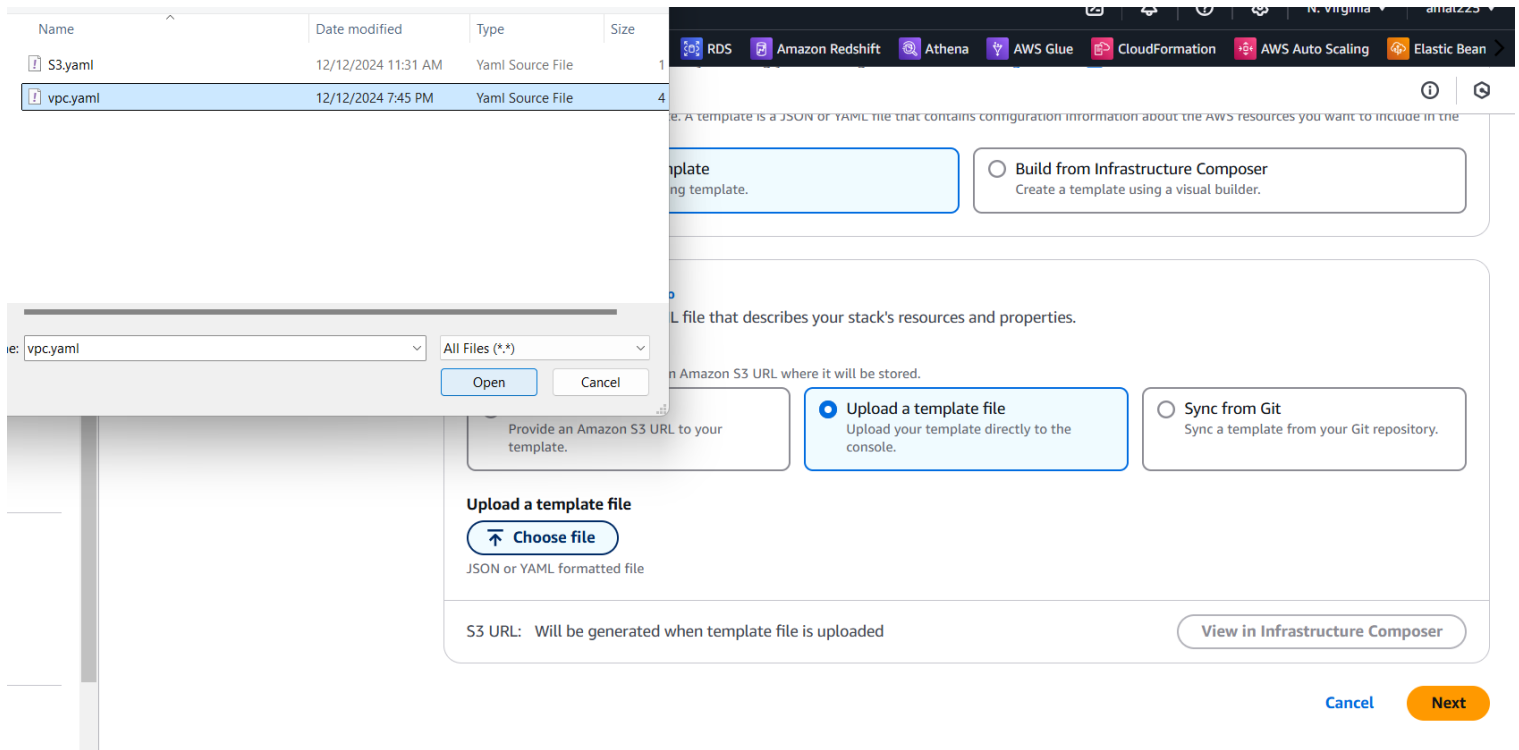 Name Date modified Type Size
S3.yaml 12/12/2024 11:31 AM Yaml Source File 1
vpc.yaml 12/12/2024 7:45 PM Yaml Source File 4
vpc.yaml All Files (*.*)
Open Cancel
N. Virginia amal225
RDS Amazon Redshift Athena AWS Glue CloudFormation AWS Auto Scaling Elastic Bean
e. A template is a JSON or YAML file that contains configuration information about the AWS resources you want to include in the
mplate
ng template.
Build from Infrastructure Composer
Create a template using a visual builder.
L file that describes your stack's resources and properties.
n Amazon S3 URL where it will be stored.
Provide an Amazon S3 URL to your
template.
Upload a template file
Upload your template directly to the
console.
Sync from Git
Sync a template from your Git repository.
Upload a template file
Choose file
JSON or YAML formatted file
S3 URL: Will be generated when template file is uploaded
View in Infrastructure Composer
Cancel Next